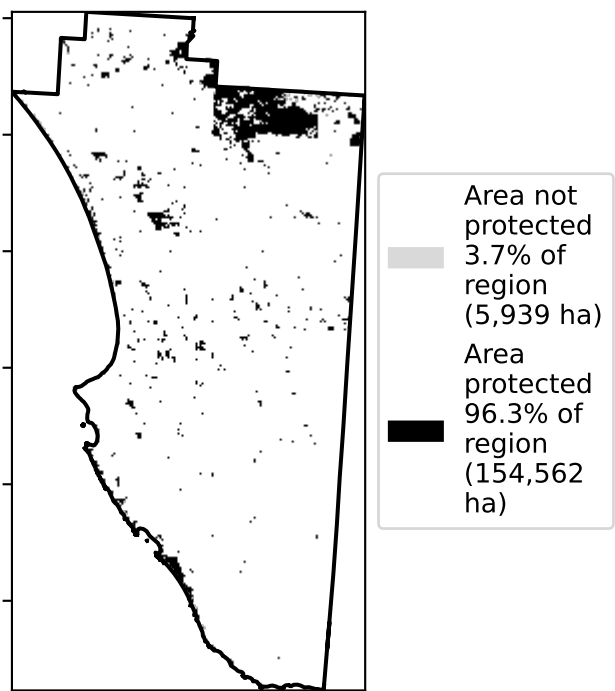 Area not
protected
3.7% of
region
(5,939 ha)
Area
protected
96.3% of
region
(154,562
ha)